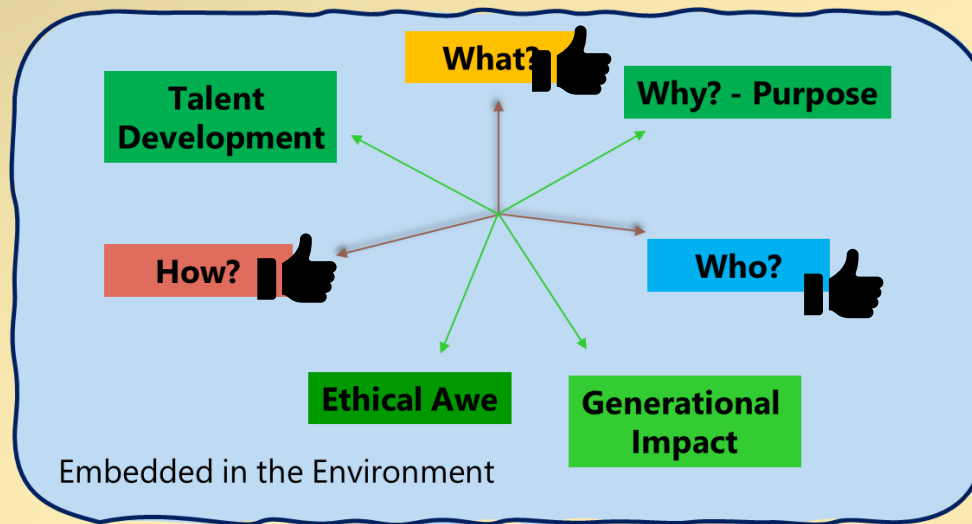 What?
Talent
Development
Why? - Purpose
How?
Who?
Ethical Awe
Generational
Impact
Embedded in the Environment